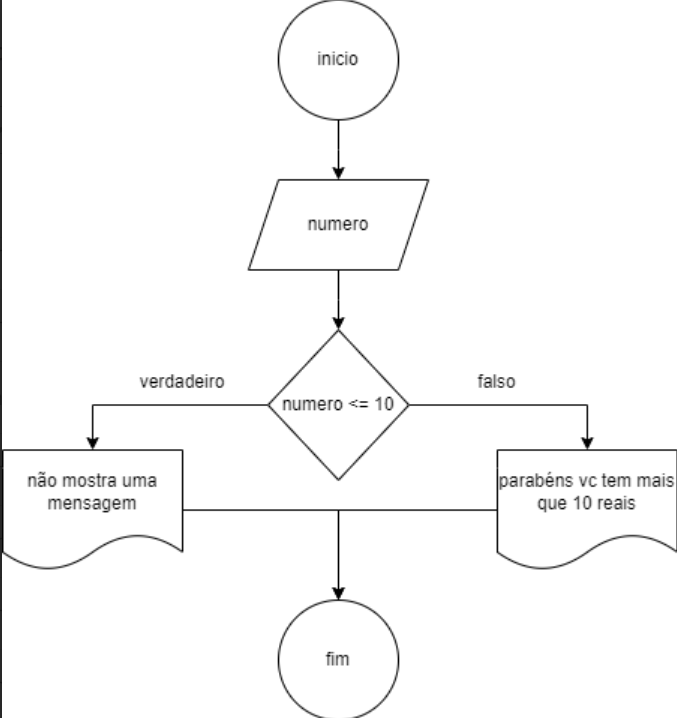 inicio
numero
verdadeiro
falso
numero <= 10
não mostra uma
mensagem
parabéns vc tem mais
que 10 reais
fim